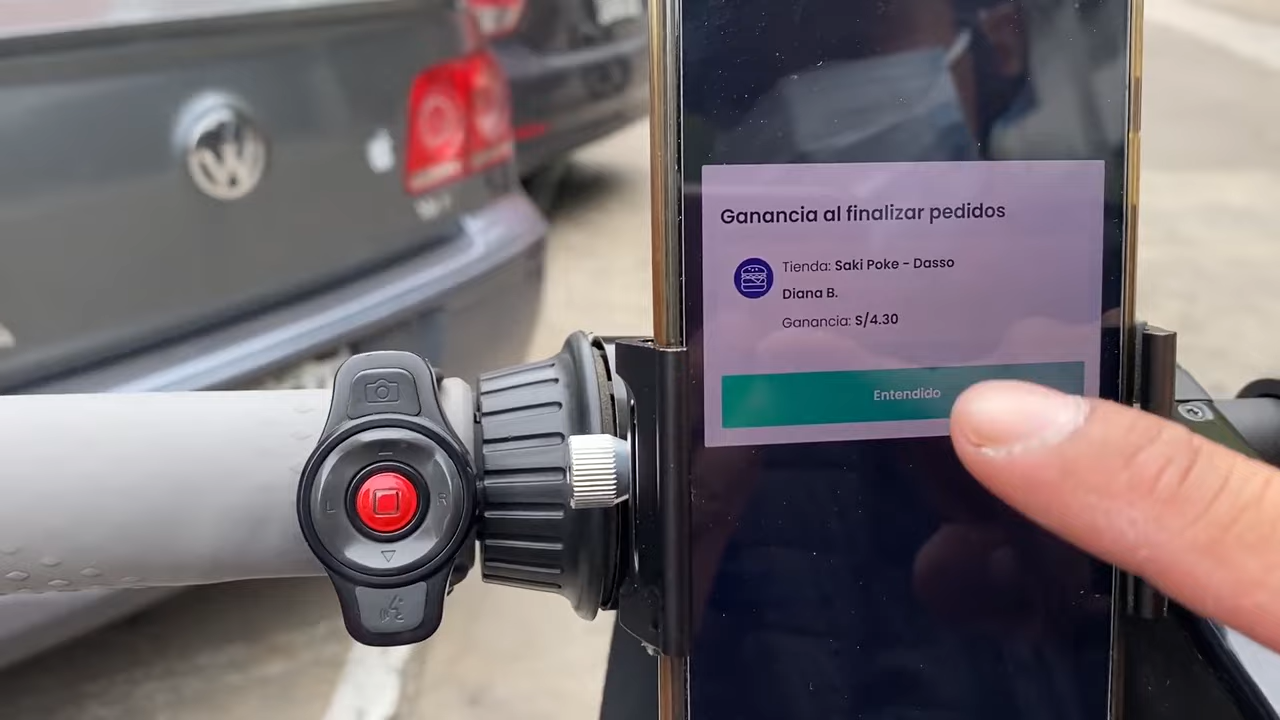 Ganancia al finalizar pedidos
Tienda: Saki Poke - Dasso
Diana B.
Ganancia: S/4.30
Entendido
L
R